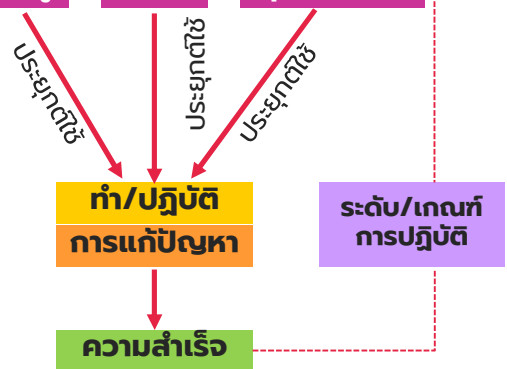 ประยุกต์ใช้
ประยุกต์ใช้
ประยุกต์ใช้
ทำ/ปฏิบัติ
การแก้ปัญหา
ระดับ/เกณฑ์
การปฏิบัติ
ความสำเร็จ